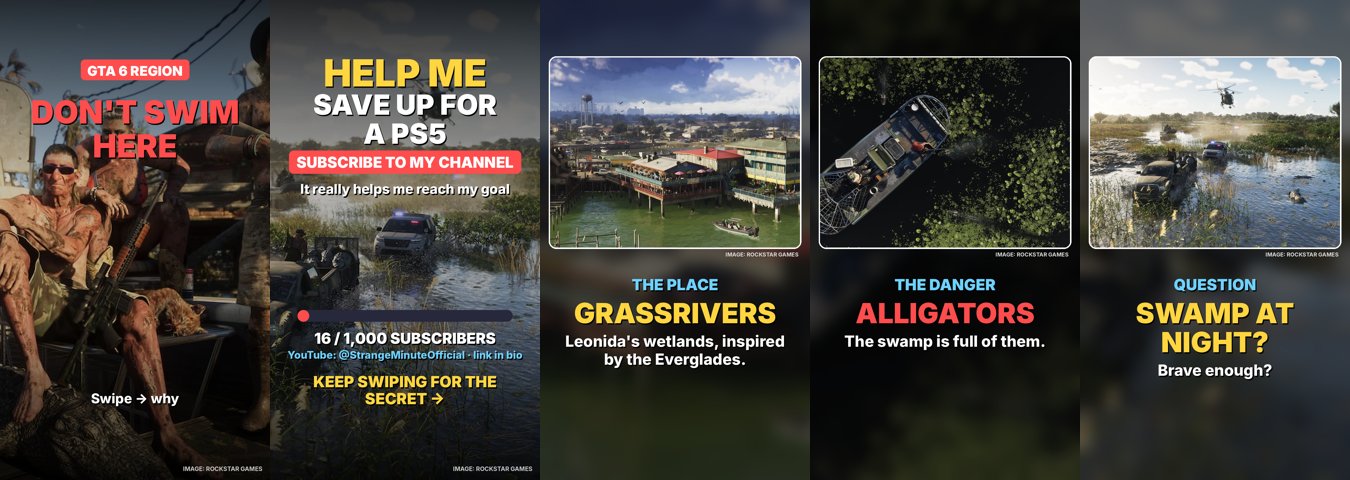 GTA 6 REGION
DON'T SWIM
HERE
Swipe → why
IMAGE: ROCKSTAR GAMES
HELP ME
SAVE UP FOR
A PS5
SUBSCRIBE TO MY CHANNEL
It really helps me reach my goal
16 / 1,000 SUBSCRIBERS
YouTube: @StrangeMinuteOfficial · link in bio
KEEP SWIPING FOR THE
SECRET →
IMAGE: ROCKSTAR GAMES
IMAGE: ROCKSTAR GAMES
THE PLACE
GRASSRIVERS
Leonida's wetlands, inspired
by the Everglades.
IMAGE: ROCKSTAR GAMES
THE DANGER
ALLIGATORS
The swamp is full of them.
IMAGE: ROCKSTAR GAMES
QUESTION
SWAMP AT
NIGHT?
Brave enough?